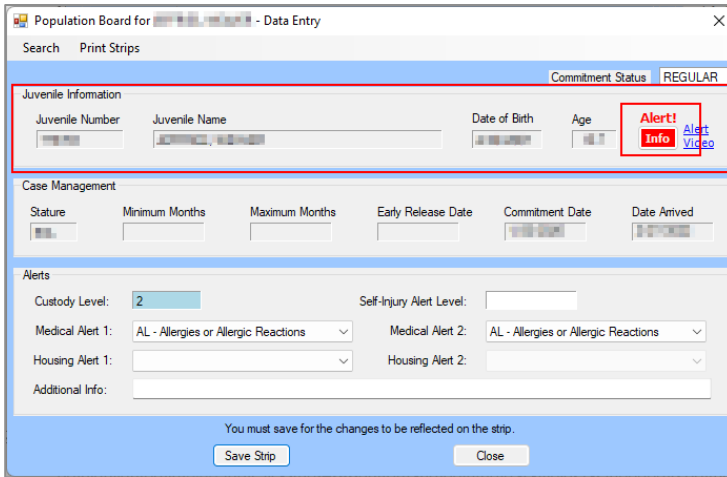 Population Board for - Data Entry
Search Print Strips
Commitment Status REGULAR
Juvenile Information
Juvenile Number Juvenile Name Date of Birth Age Alert!
Info Alert
Video
Case Management
Stature Minimum Months Maximum Months Early Release Date Commitment Date Date Arrived
Alerts
Custody Level: 2 Self-Injury Alert Level:
Medical Alert 1: AL - Allergies or Allergic Reactions Medical Alert 2: AL - Allergies or Allergic Reactions
Housing Alert 1: Housing Alert 2:
Additional Info:
You must save for the changes to be reflected on the strip.
Save Strip Close